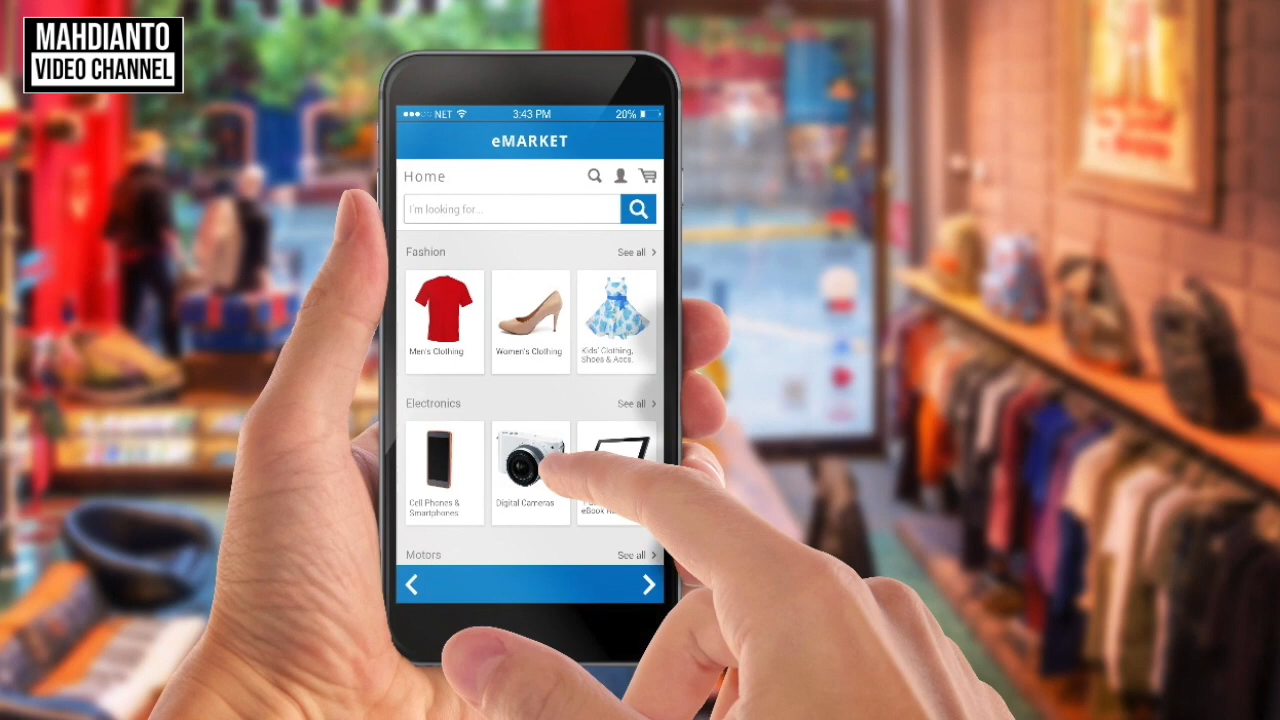 MAHDIANTO
VIDEO CHANNEL
NET
3:43 PM
20%
eMARKET
Home
I'm looking for...
Fashion
See all
Men's Clothing
Women's Clothing
Kids' Clothing,
Shoes & Accs.
Electronics
See all
Cell Phones &
Smartphones
Digital Cameras
eBook
Motors
See all